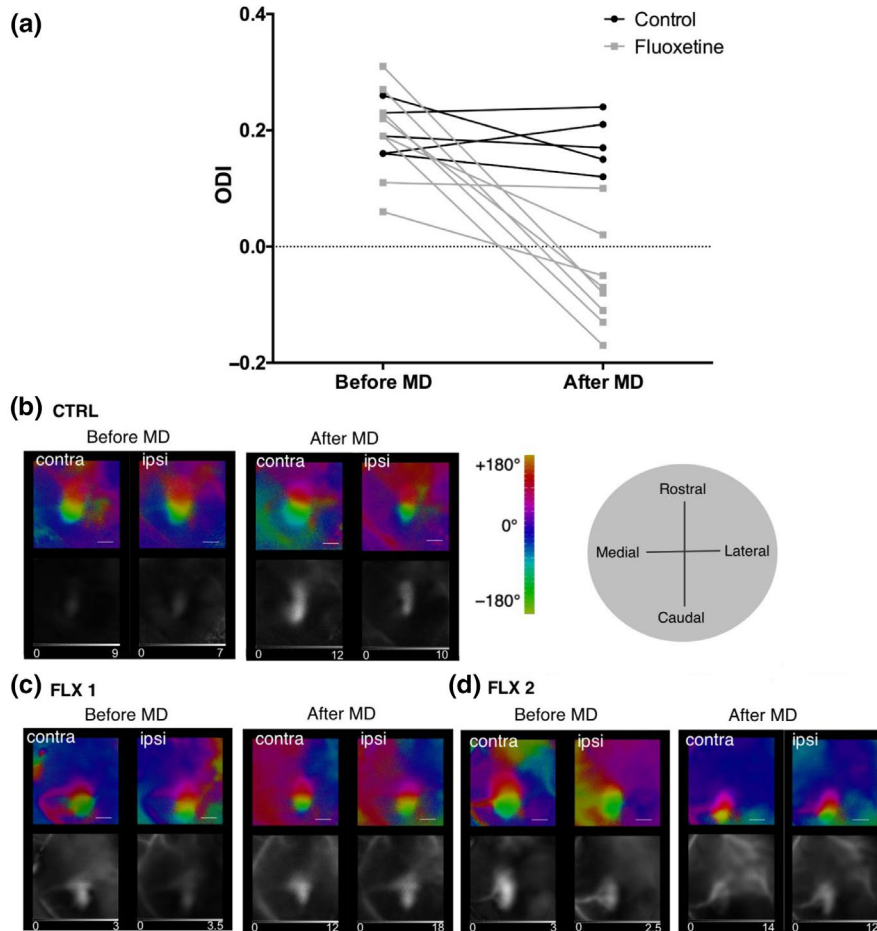 (a)
0.4
0.2
0.0
−0.2
ODI
Control
Fluoxetine
Before MD After MD
(b) CTRL
Before MD After MD
contra ipsi contra ipsi
0 9 0 7 0 12 0 10
+180°
0°
−180°
Rostral
Medial Lateral
Caudal
(c) FLX 1
Before MD After MD
contra ipsi contra ipsi
0 3 0 3.5 0 12 0 18
(d) FLX 2
Before MD After MD
contra ipsi contra ipsi
0 3 0 2.5 0 14 0 12